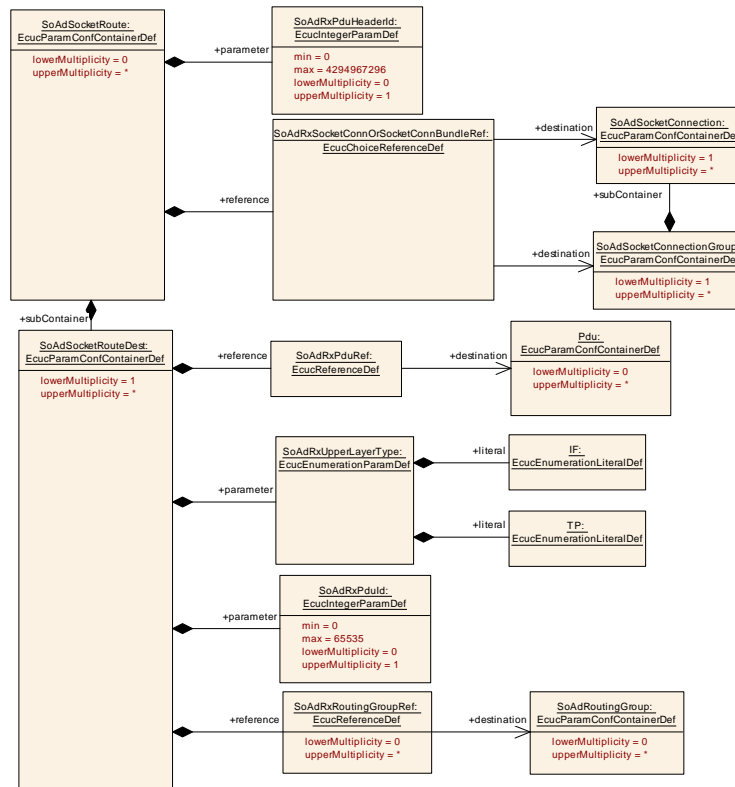 SoAdSocketRoute:
EcucParamConfContainerDef
lowerMultiplicity = 0
upperMultiplicity = *
+parameter
SoAdRxPduHeaderId:
EcucIntegerParamDef
min = 0
max = 4294967296
lowerMultiplicity = 0
upperMultiplicity = 1
+reference
SoAdRxSocketConnOrSocketConnBundleRef:
EcucChoiceReferenceDef
+destination
SoAdSocketConnection:
EcucParamConfContainerDef
lowerMultiplicity = 1
upperMultiplicity = *
+subContainer
+destination
SoAdSocketConnectionGroup:
EcucParamConfContainerDef
lowerMultiplicity = 1
upperMultiplicity = *
+subContainer
SoAdSocketRouteDest:
EcucParamConfContainerDef
lowerMultiplicity = 1
upperMultiplicity = *
+reference
SoAdRxPduRef:
EcucReferenceDef
+destination
Pdu:
EcucParamConfContainerDef
lowerMultiplicity = 0
upperMultiplicity = *
+parameter
SoAdRxUpperLayerType:
EcucEnumerationParamDef
+literal
IF:
EcucEnumerationLiteralDef
+literal
TP:
EcucEnumerationLiteralDef
+parameter
SoAdRxPduId:
EcucIntegerParamDef
min = 0
max = 65535
lowerMultiplicity = 0
upperMultiplicity = 1
+reference
SoAdRxRoutingGroupRef:
EcucReferenceDef
lowerMultiplicity = 0
upperMultiplicity = *
+destination
SoAdRoutingGroup:
EcucParamConfContainerDef
lowerMultiplicity = 0
upperMultiplicity = *